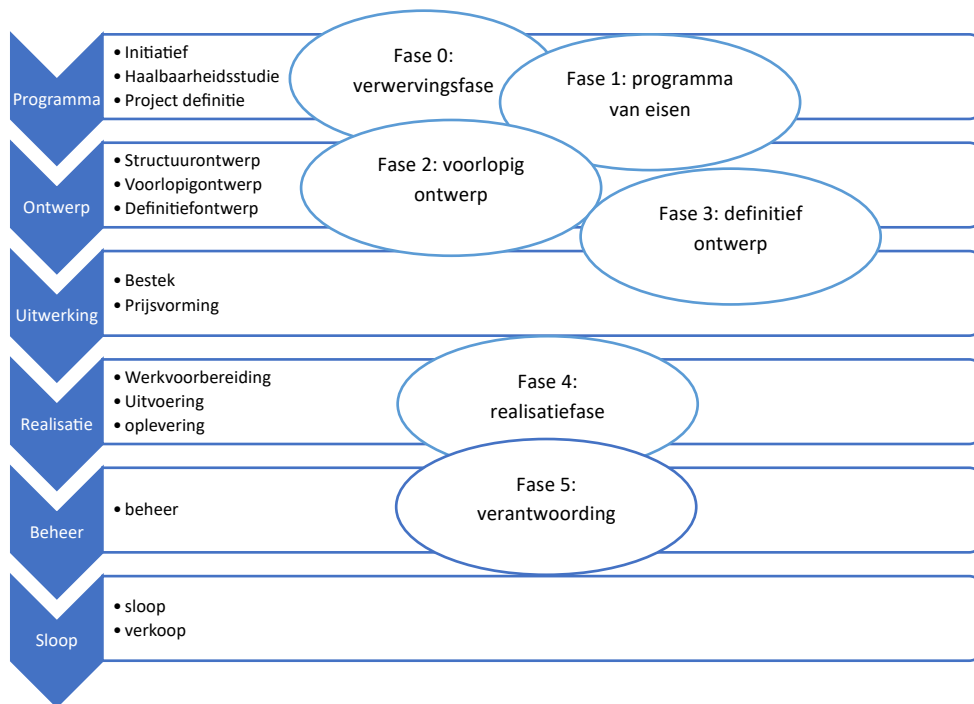 Programma
• Initiatief
• Haalbaarheidsstudie
• Project definitie
Fase 0:
verwervingsfase
Fase 1: programma
van eisen
Ontwerp
• Structuurontwerp
• Voorlopigontwerp
• Definitiefontwerp
Fase 2: voorlopig
ontwerp
Fase 3: definitief
ontwerp
Uitwerking
• Bestek
• Prijsvorming
Realisatie
• Werkvoorbereiding
• Uitvoering
• oplevering
Fase 4:
realisatiefase
Beheer
• beheer
Fase 5:
verantwoording
Sloop
• sloop
• verkoop